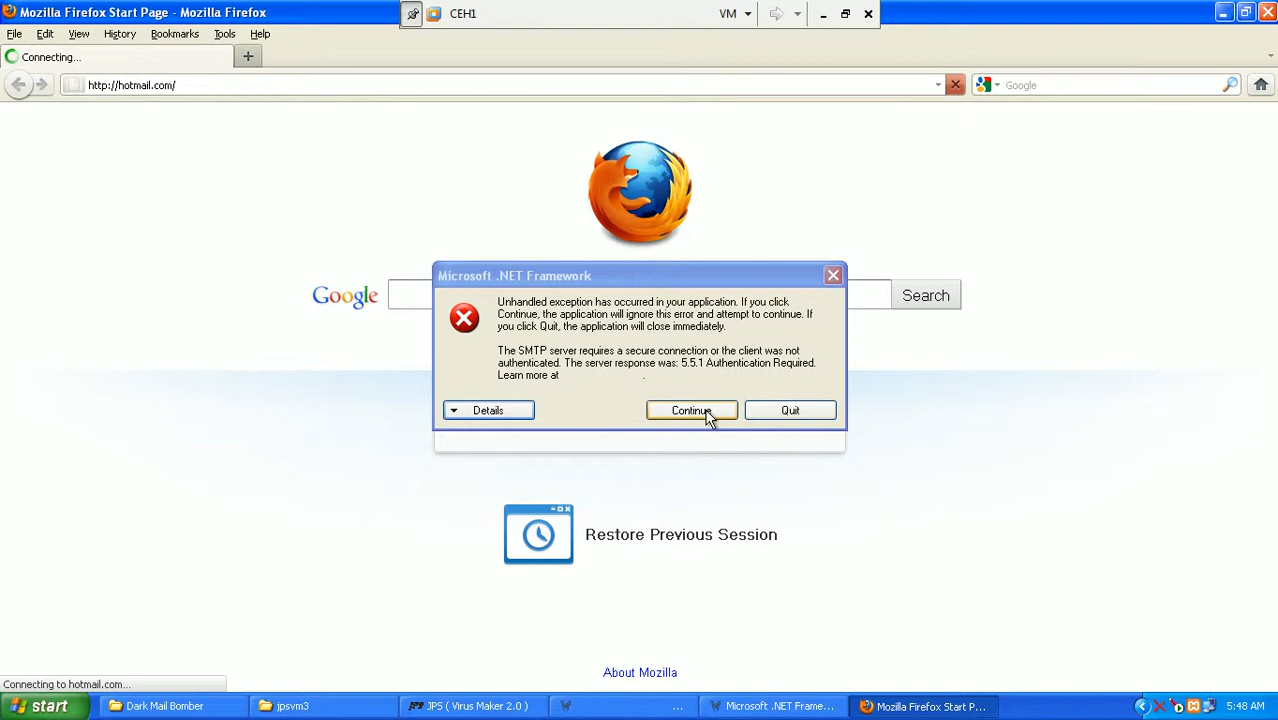 Mozilla Firefox Start Page - Mozilla Firefox
CEH1
VM
File Edit View History Bookmarks Tools Help
Connecting...
http://hotmail.com/
Google
Google
Search
Microsoft .NET Framework
Unhandled exception has occurred in your application. If you click
Continue, the application will ignore this error and attempt to continue. If
you click Quit, the application will close immediately.
The SMTP server requires a secure connection or the client was not
authenticated. The server response was: 5.5.1 Authentication Required.
Learn more at .
Details
Continue
Quit
Restore Previous Session
About Mozilla
Connecting to hotmail.com...
start
Dark Mail Bomber
jpsvm3
JPS ( Virus Maker 2.0 )
...
Microsoft .NET Frame...
Mozilla Firefox Start P...
5:48 AM